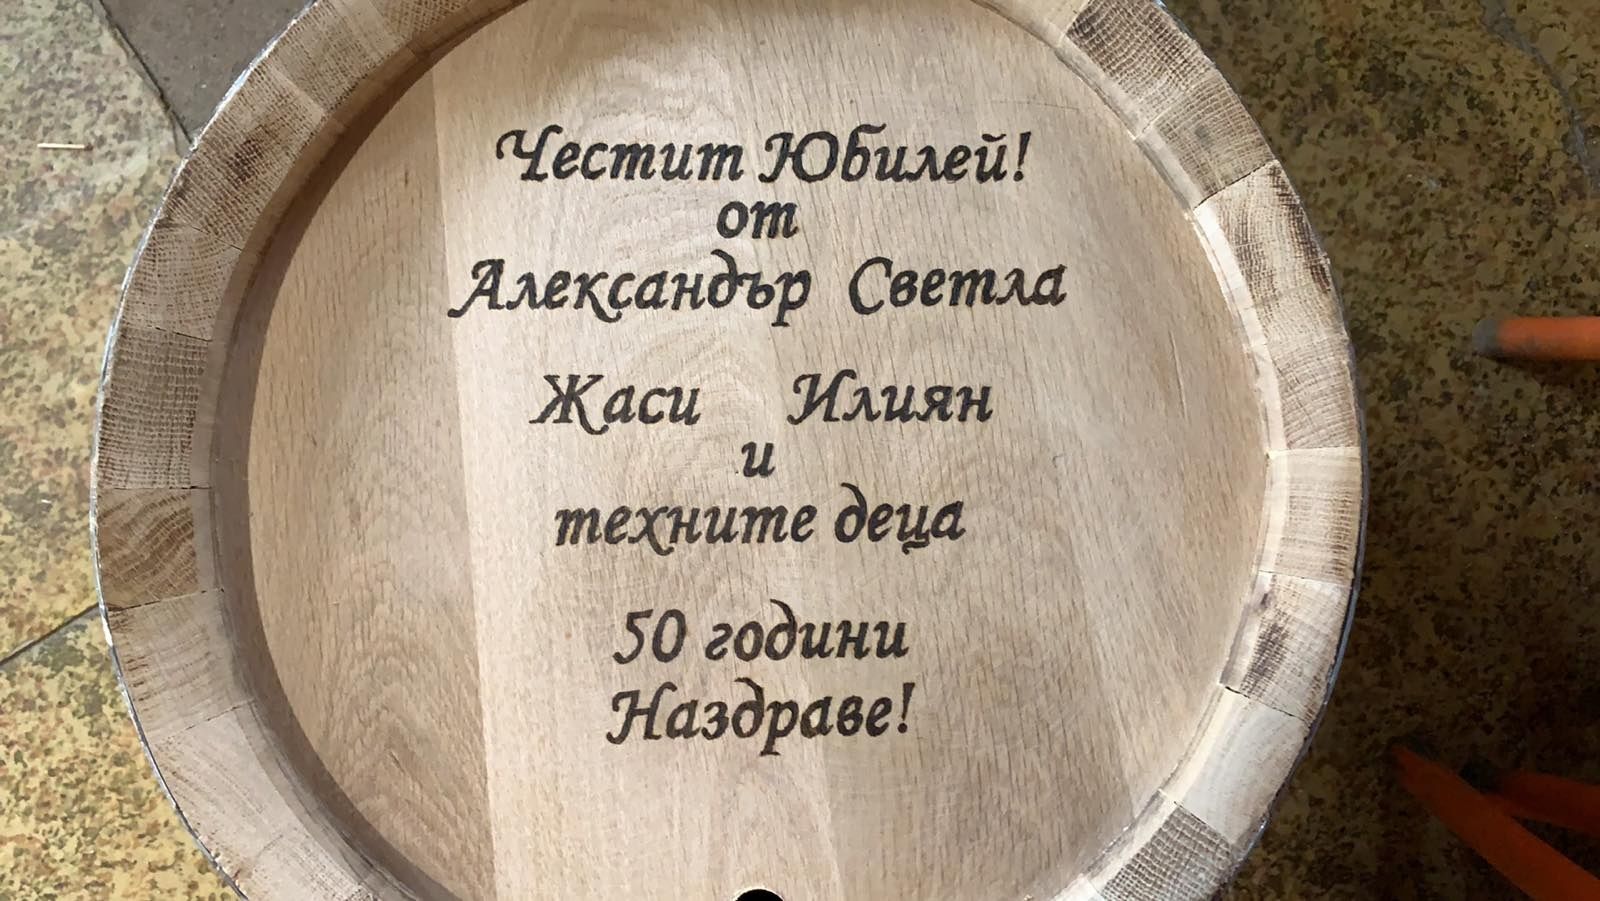 Честит Юбилей!
от
Александър Светла
Жаси Илиян
и
техните деца
50 години
Наздраве!